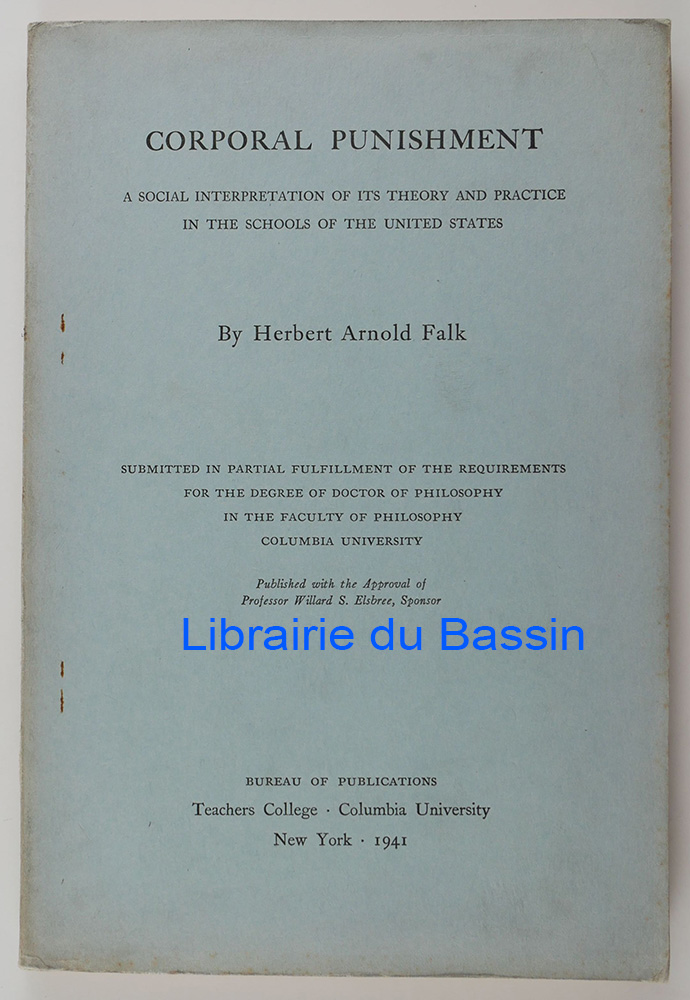 CORPORAL PUNISHMENT
A SOCIAL INTERPRETATION OF ITS THEORY AND PRACTICE
IN THE SCHOOLS OF THE UNITED STATES
By Herbert Arnold Falk
SUBMITTED IN PARTIAL FULFILLMENT OF THE REQUIREMENTS
FOR THE DEGREE OF DOCTOR OF PHILOSOPHY
IN THE FACULTY OF PHILOSOPHY
COLUMBIA UNIVERSITY
Published with the Approval of
Professor Willard S. Elsbree, Sponsor
Librairie du Bassin
BUREAU OF PUBLICATIONS
Teachers College · Columbia University
New York · 1941